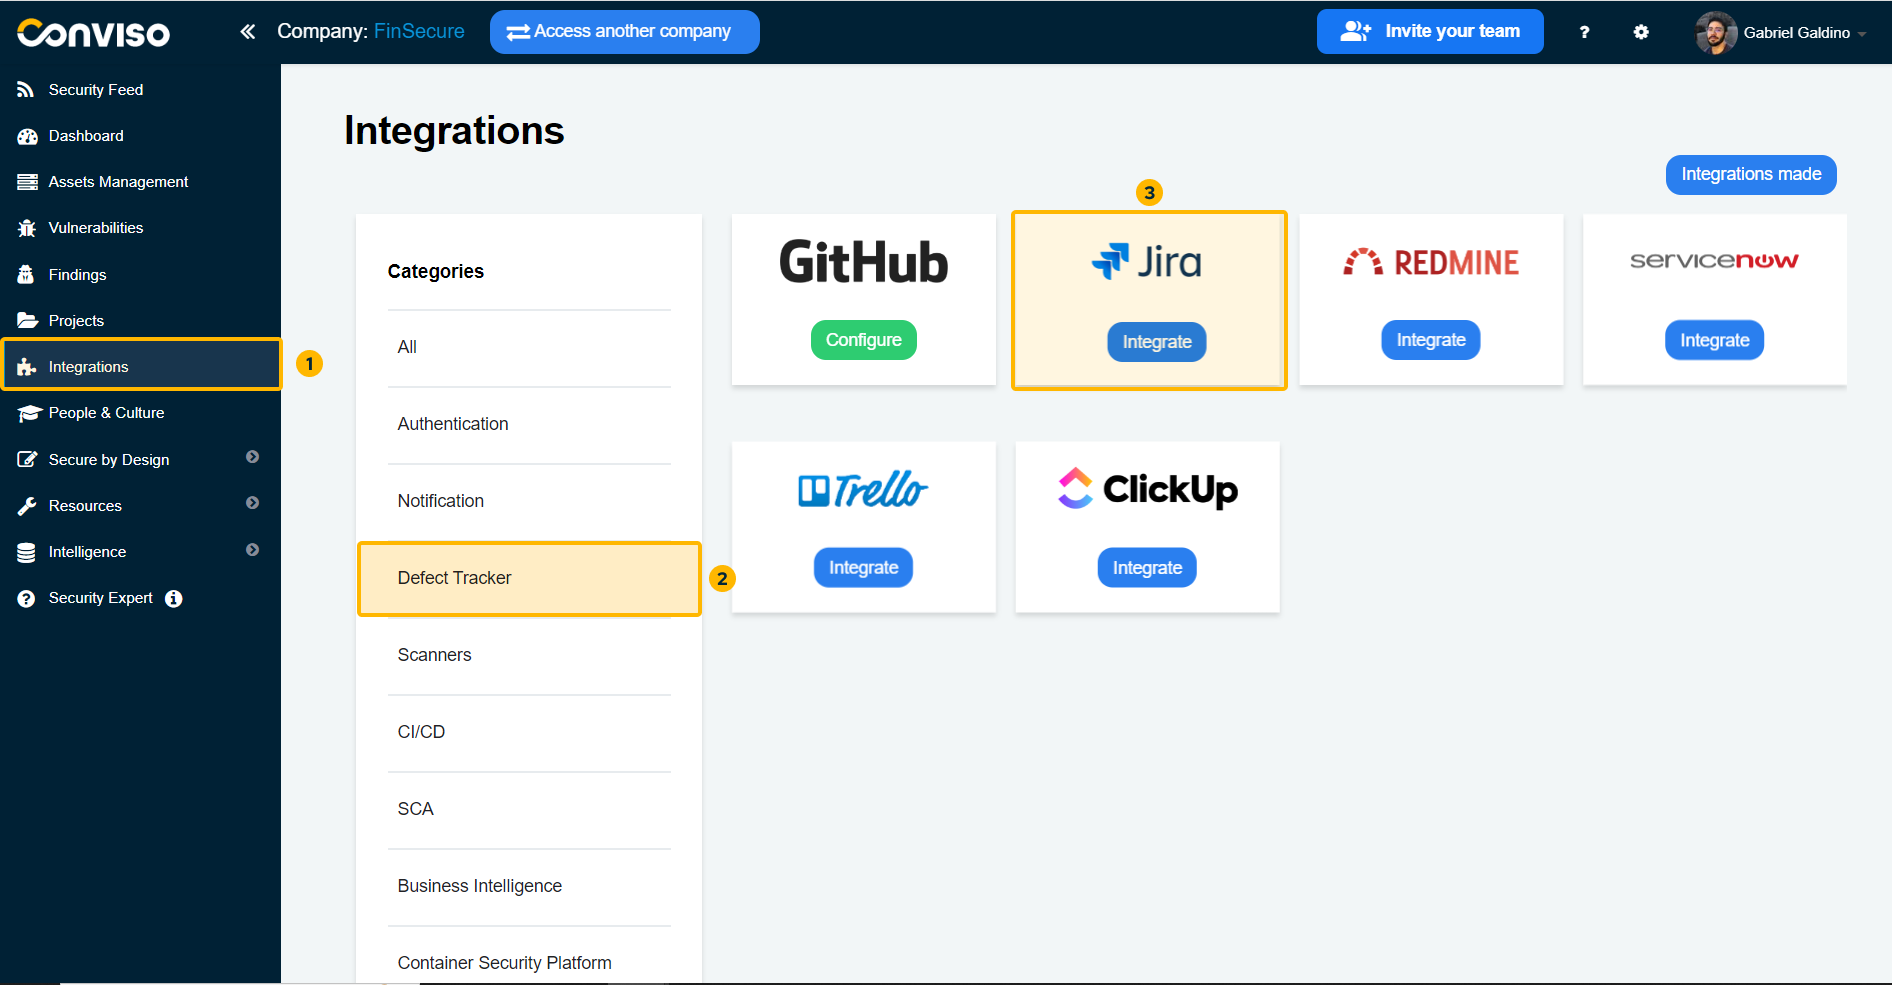 Conviso
Company: FinSecure
Access another company
Invite your team
?
Gabriel Galdino
Security Feed
Dashboard
Assets Management
Vulnerabilities
Findings
Projects
Integrations
1
People & Culture
Secure by Design
Resources
Intelligence
Security Expert
Integrations
Integrations made
Categories
All
Authentication
Notification
Defect Tracker
2
Scanners
CI/CD
SCA
Business Intelligence
Container Security Platform
GitHub
Configure
3
Jira
Integrate
REDMINE
Integrate
servicenow
Integrate
Trello
Integrate
ClickUp
Integrate